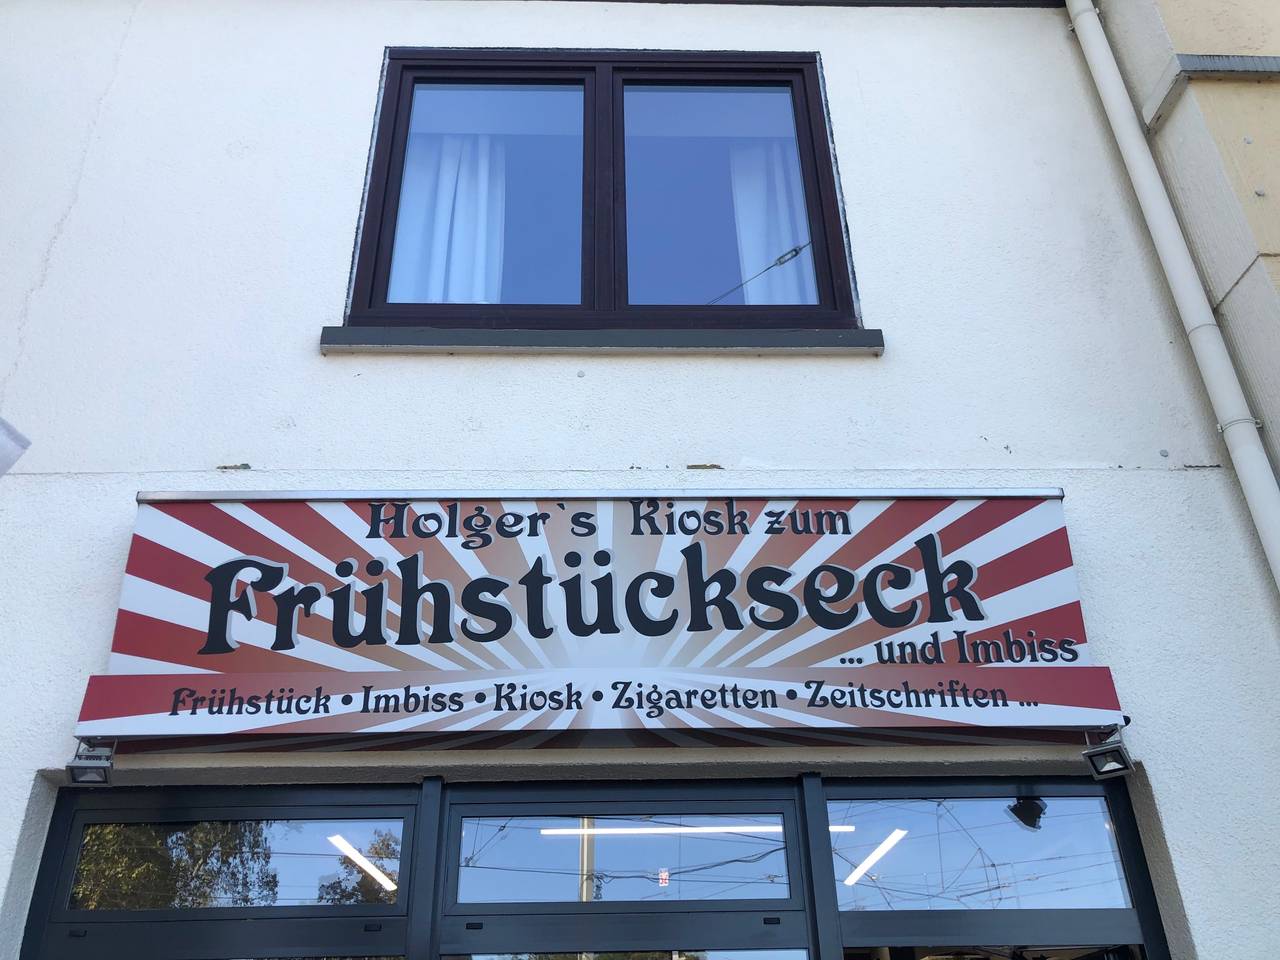 Holger`s Kiosk zum
Frühstückseck
... und Imbiss
Frühstück • Imbiss • Kiosk • Zigaretten • Zeitschriften ...